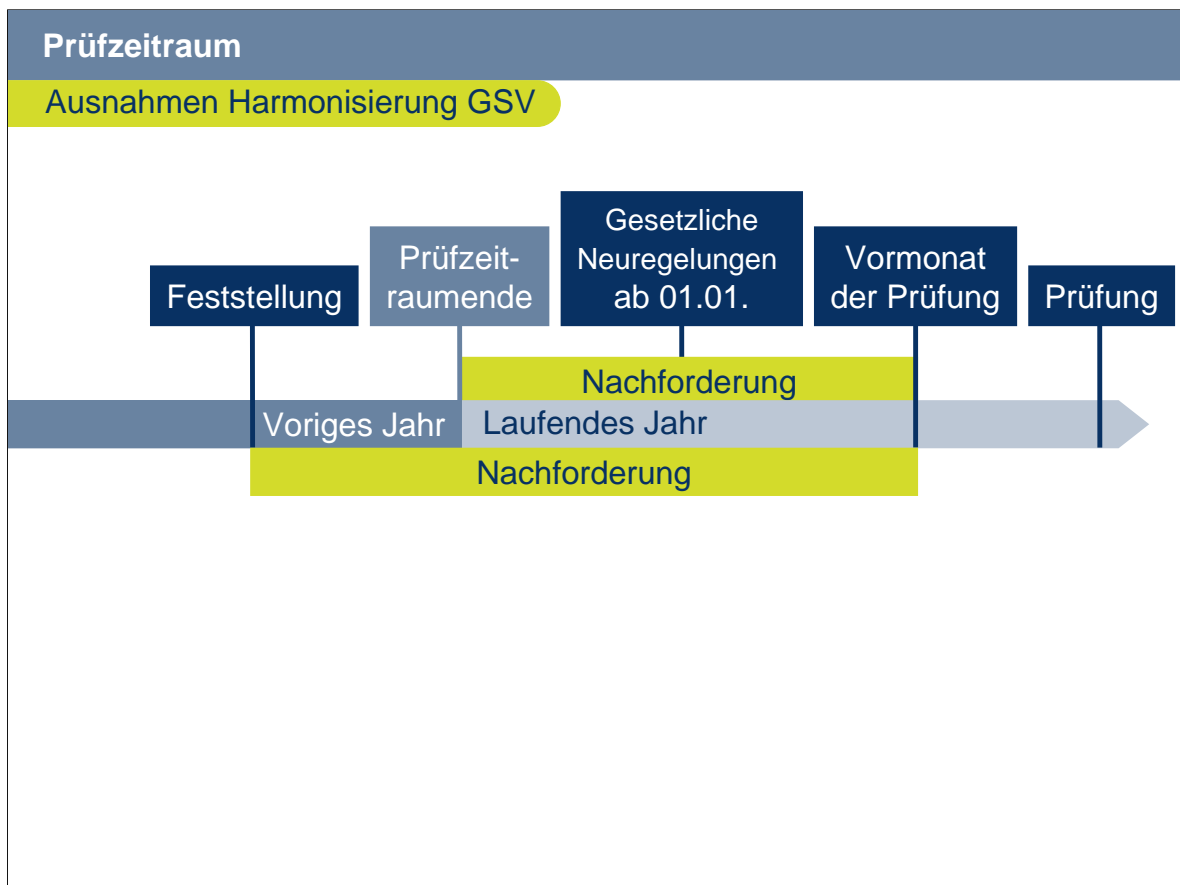 Prüfzeitraum
Ausnahmen Harmonisierung GSV
Feststellung
Prüfzeit-
raumende
Gesetzliche
Neuregelungen
ab 01.01.
Vormonat
der Prüfung
Prüfung
Nachforderung
Voriges Jahr
Laufendes Jahr
Nachforderung